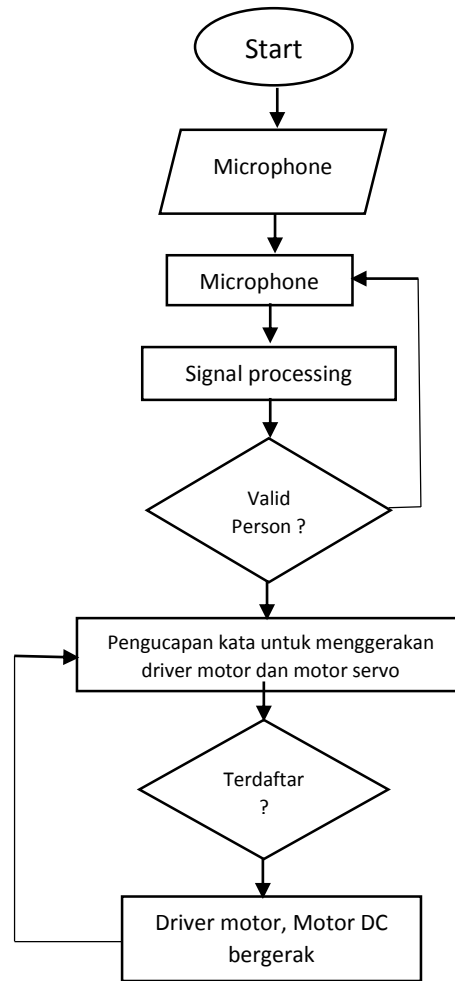 Start
Microphone
Microphone
Signal processing
Valid
Person ?
Pengucapan kata untuk menggerakan
driver motor dan motor servo
Terdaftar
?
Driver motor, Motor DC
bergerak